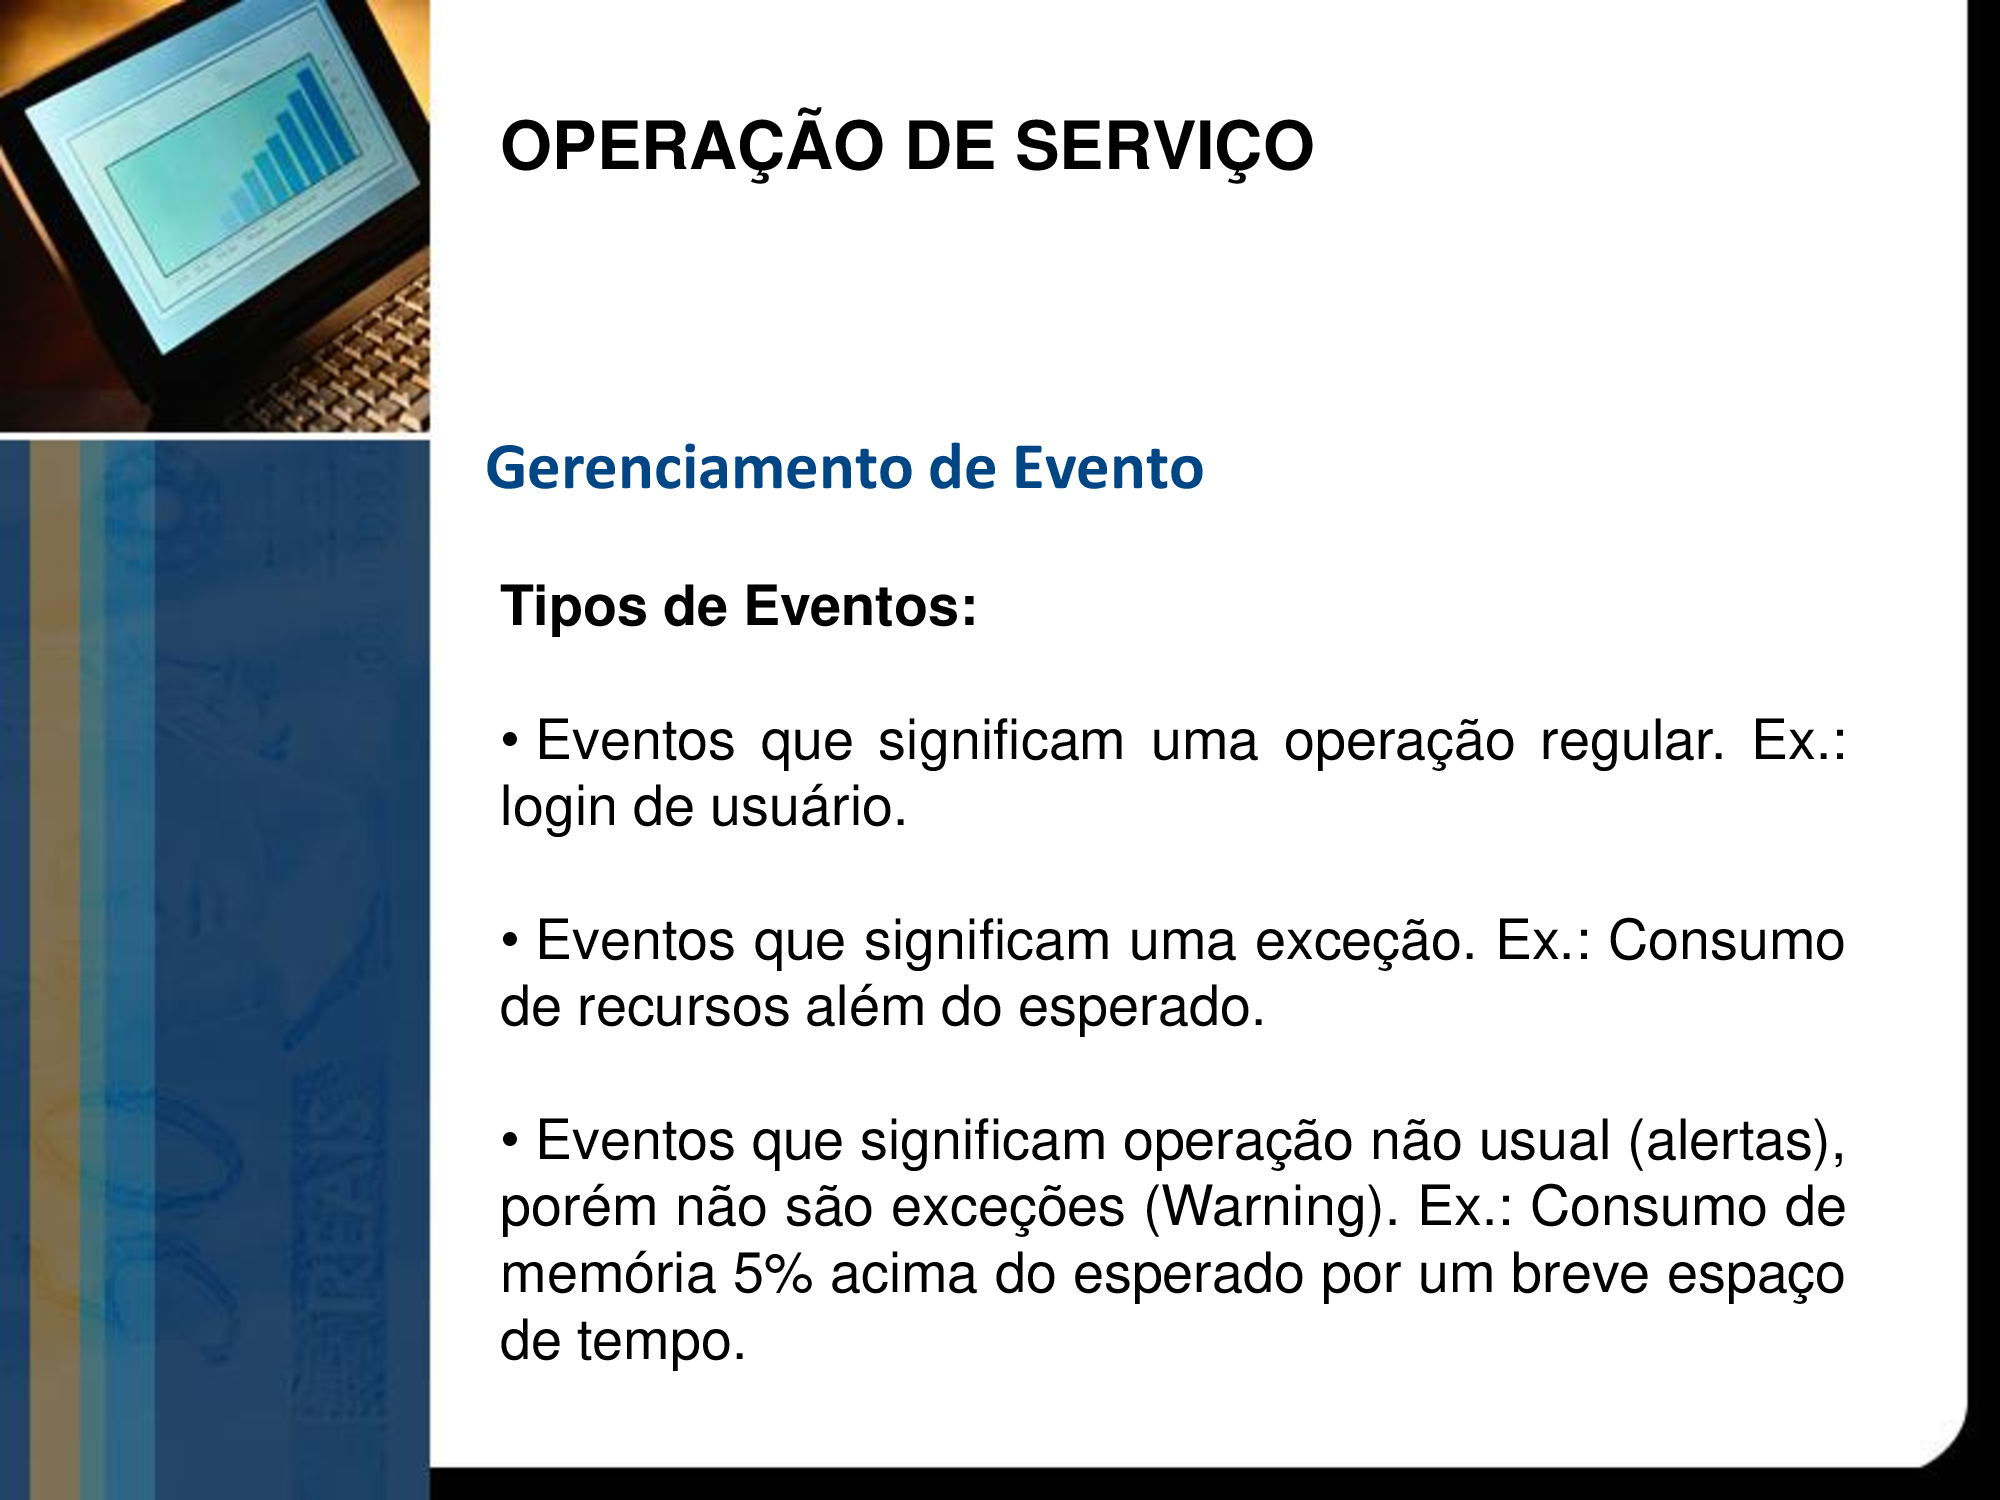 OPERAÇÃO DE SERVIÇO
Gerenciamento de Evento
Tipos de Eventos:
• Eventos que significam uma operação regular. Ex.:
login de usuário.
• Eventos que significam uma exceção. Ex.: Consumo
de recursos além do esperado.
• Eventos que significam operação não usual (alertas),
porém não são exceções (Warning). Ex.: Consumo de
memória 5% acima do esperado por um breve espaço
de tempo.
REAIS